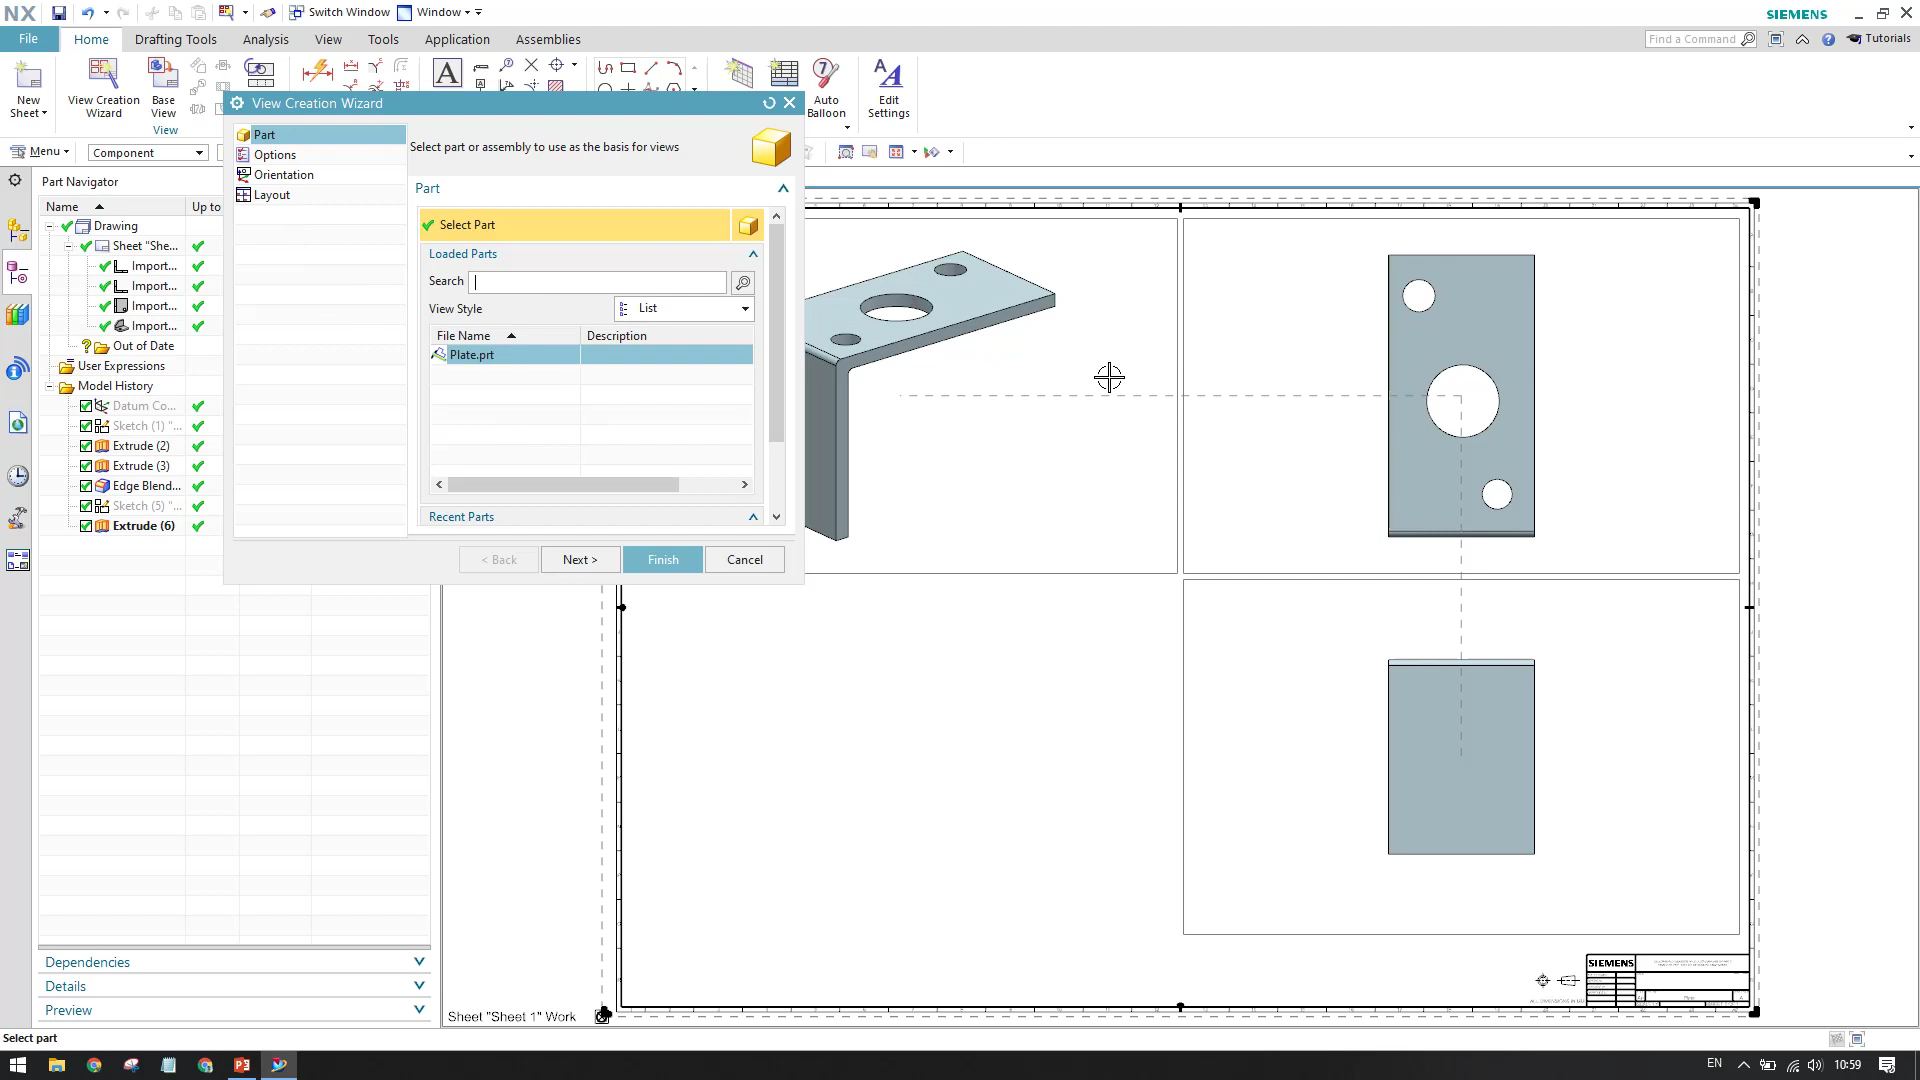 NX
Switch Window
Window
SIEMENS
File
Home
Drafting Tools
Analysis
View
Tools
Application
Assemblies
Find a Command
Tutorials
New
Sheet
View Creation
Wizard
Base
View
View
A
Auto
Balloon
Edit
Settings
Menu
Component
View Creation Wizard
Part
Options
Orientation
Layout
Select part or assembly to use as the basis for views
Part
Select Part
Loaded Parts
Search
View Style
List
File Name
Description
Plate.prt
Recent Parts
< Back
Next >
Finish
Cancel
Part Navigator
Name
Up to
Drawing
Sheet "She...
Import...
Import...
Import...
Import...
Out of Date
User Expressions
Model History
Datum Co...
Sketch (1) "...
Extrude (2)
Extrude (3)
Edge Blend...
Sketch (5) "...
Extrude (6)
Dependencies
Details
Preview
SIEMENS
Sheet "Sheet 1" Work
Select part
EN
10:59